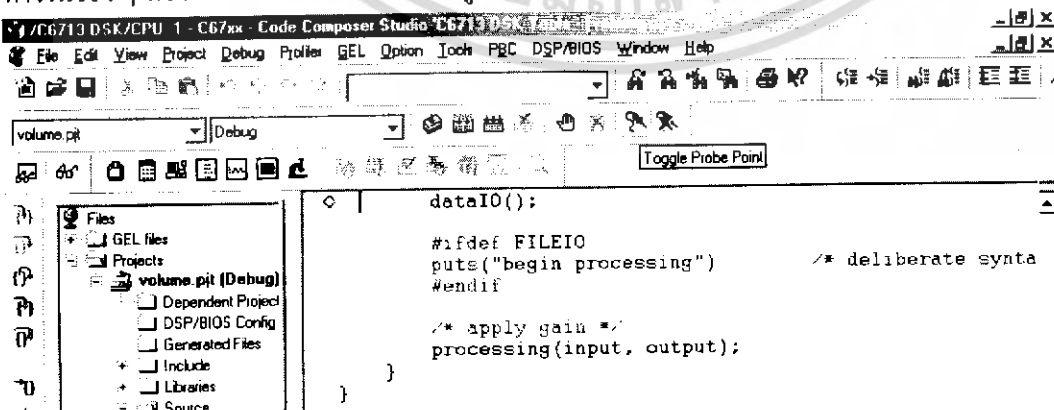 /C6713 DSK/CPU_1 - C67xx - Code Composer Studio
File Edit View Project Debug Profiler GEL Option Tools PBC DSP/BIOS Window Help
volume.pjt Debug
Toggle Probe Point
Files
GEL files
Projects
volume.pjt (Debug)
Dependent Project
DSP/BIOS Config
Generated Files
Include
Libraries
Source
dataIO();
#ifdef FILEIO
puts("begin processing") /* deliberate synta
#endif
/* apply gain */
processing(input, output);
}
}